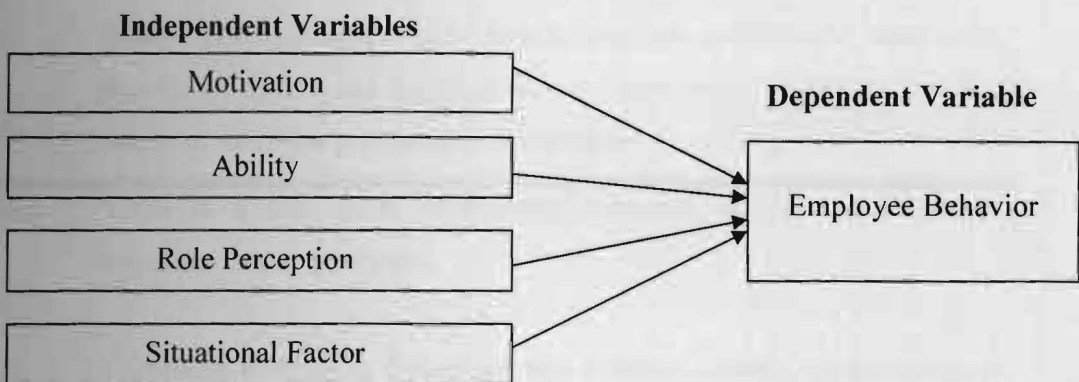 Independent Variables
Motivation
Ability
Role Perception
Situational Factor
Dependent Variable
Employee Behavior